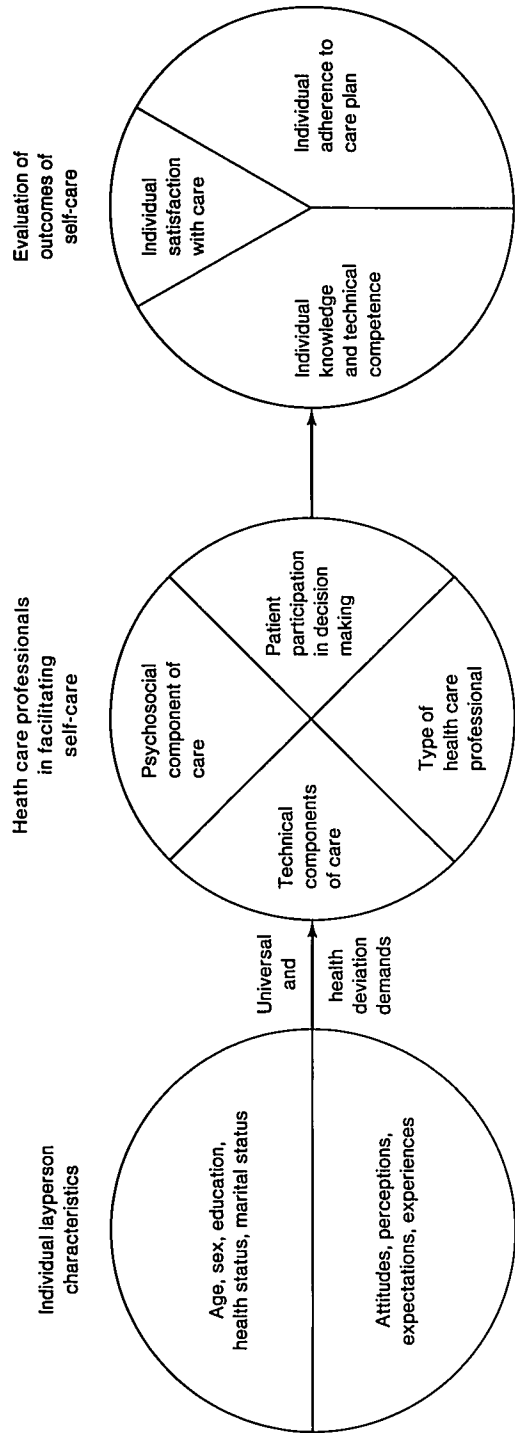 Individual layperson
characteristics
Age, sex, education,
health status, marital status
Attitudes, perceptions,
expectations, experiences
Universal
and
health
deviation
demands
Heath care professionals
in facilitating
self-care
Psychosocial
component of
care
Technical
components
of care
Patient
participation
in decision
making
Type of
health care
professional
Evaluation of
outcomes of
self-care
Individual
satisfaction
with care
Individual
knowledge
and technical
competence
Individual
adherence to
care plan